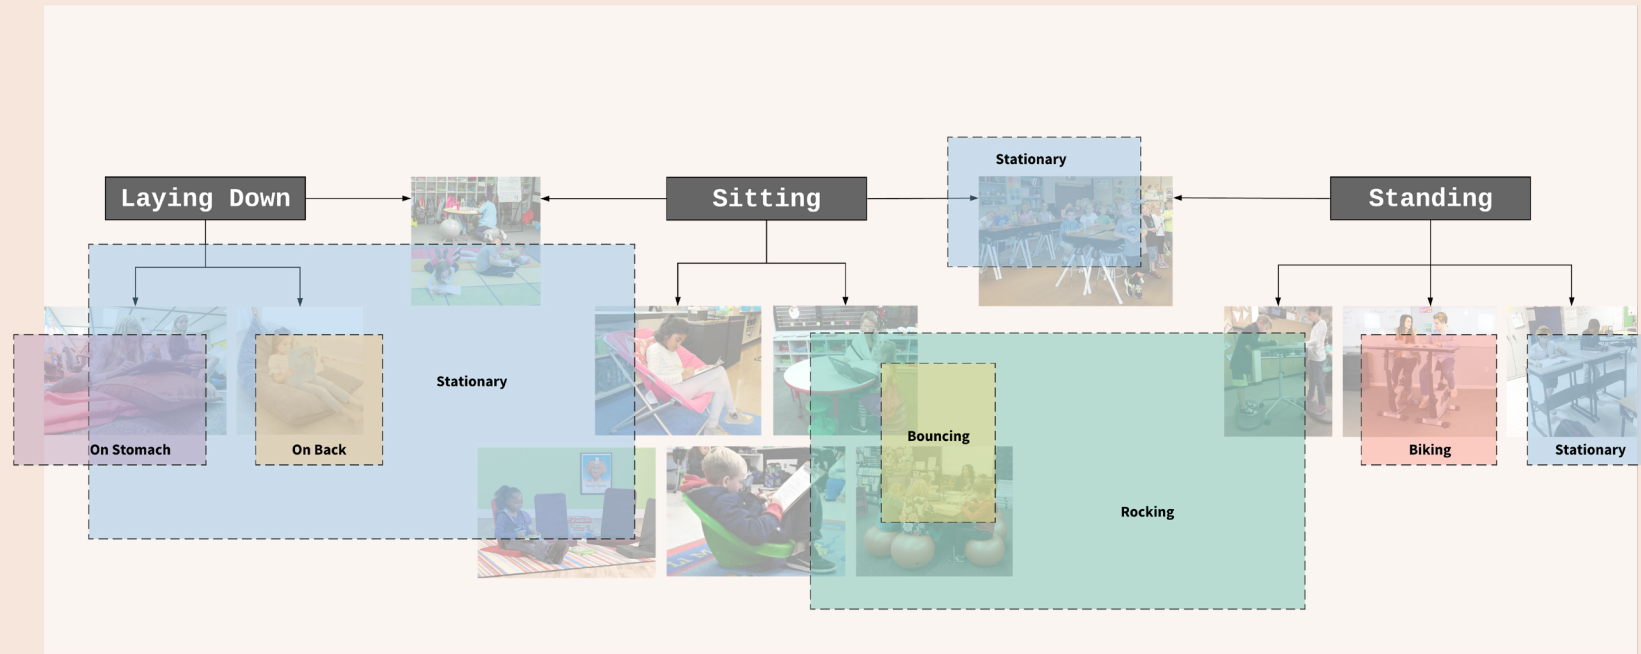 Stationary
Laying Down
Sitting
Standing
Stationary
Bouncing
On Stomach
On Back
Biking
Stationary
Rocking